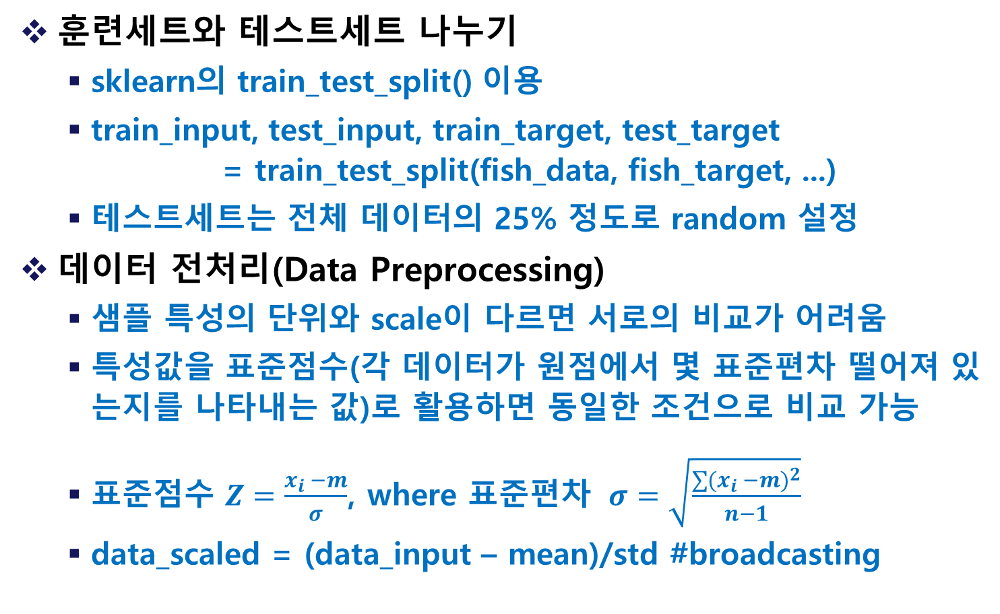 ❖ 훈련세트와 테스트세트 나누기
▪ sklearn의 train_test_split() 이용
▪ train_input, test_input, train_target, test_target
= train_test_split(fish_data, fish_target, ...)
▪ 테스트세트는 전체 데이터의 25% 정도로 random 설정
❖ 데이터 전처리(Data Preprocessing)
▪ 샘플 특성의 단위와 scale이 다르면 서로의 비교가 어려움
▪ 특성값을 표준점수(각 데이터가 원점에서 몇 표준편차 떨어져 있
는지를 나타내는 값)로 활용하면 동일한 조건으로 비교 가능
▪ 표준점수 Z = (x_i − m)/σ, where 표준편차 σ = √(∑(x_i − m)²/(n−1))
▪ data_scaled = (data_input – mean)/std #broadcasting